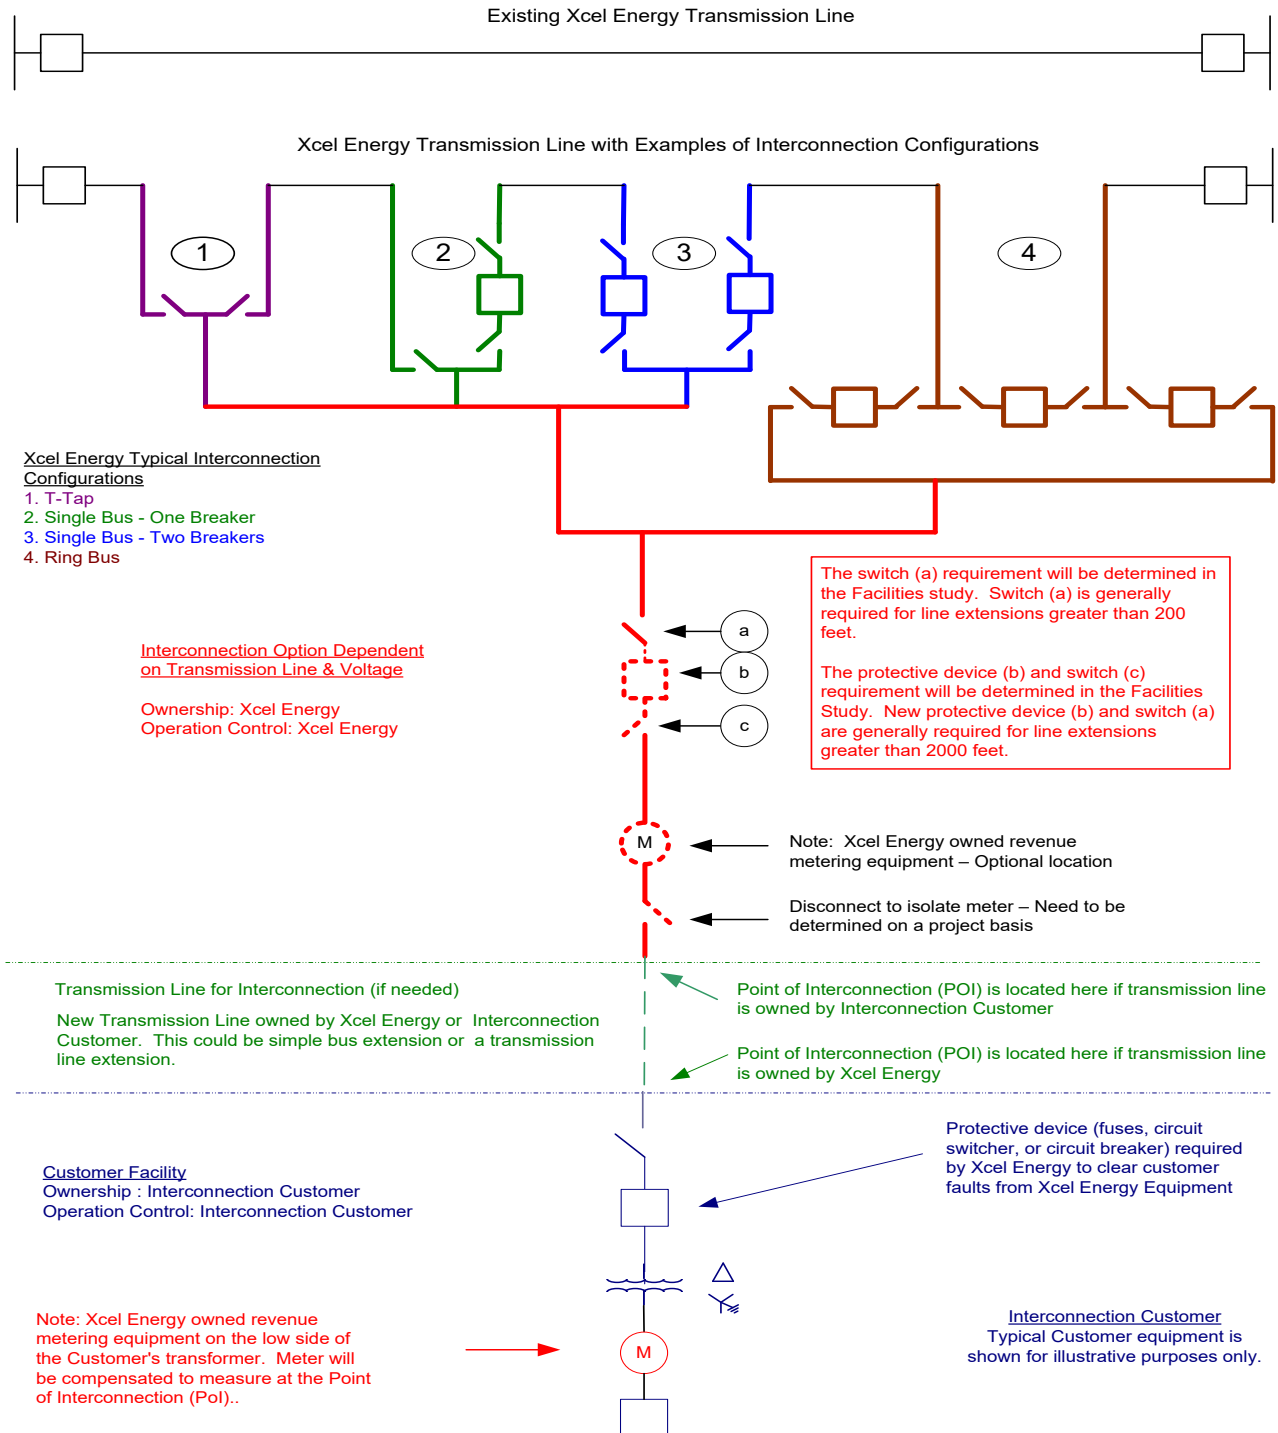 Existing Xcel Energy Transmission Line
Xcel Energy Transmission Line with Examples of Interconnection Configurations
1
2
3
4
Xcel Energy Typical Interconnection
Configurations
1. T-Tap
2. Single Bus - One Breaker
3. Single Bus - Two Breakers
4. Ring Bus
The switch (a) requirement will be determined in
the Facilities study.  Switch (a) is generally
required for line extensions greater than 200
feet.
The protective device (b) and switch (c)
requirement will be determined in the Facilities
Study.  New protective device (b) and switch (a)
are generally required for line extensions
greater than 2000 feet.
Interconnection Option Dependent
on Transmission Line & Voltage
Ownership: Xcel Energy
Operation Control: Xcel Energy
a
b
c
M
Note:  Xcel Energy owned revenue
metering equipment – Optional location
Disconnect to isolate meter – Need to be
determined on a project basis
Transmission Line for Interconnection (if needed)
New Transmission Line owned by Xcel Energy or  Interconnection
Customer.  This could be simple bus extension or  a transmission
line extension.
Point of Interconnection (POI) is located here if transmission line
is owned by Interconnection Customer
Point of Interconnection (POI) is located here if transmission line
is owned by Xcel Energy
Protective device (fuses, circuit
switcher, or circuit breaker) required
by Xcel Energy to clear customer
faults from Xcel Energy Equipment
Customer Facility
Ownership : Interconnection Customer
Operation Control: Interconnection Customer
Note: Xcel Energy owned revenue
metering equipment on the low side of
the Customer's transformer.  Meter will
be compensated to measure at the Point
of Interconnection (PoI)..
M
Interconnection Customer
Typical Customer equipment is
shown for illustrative purposes only.